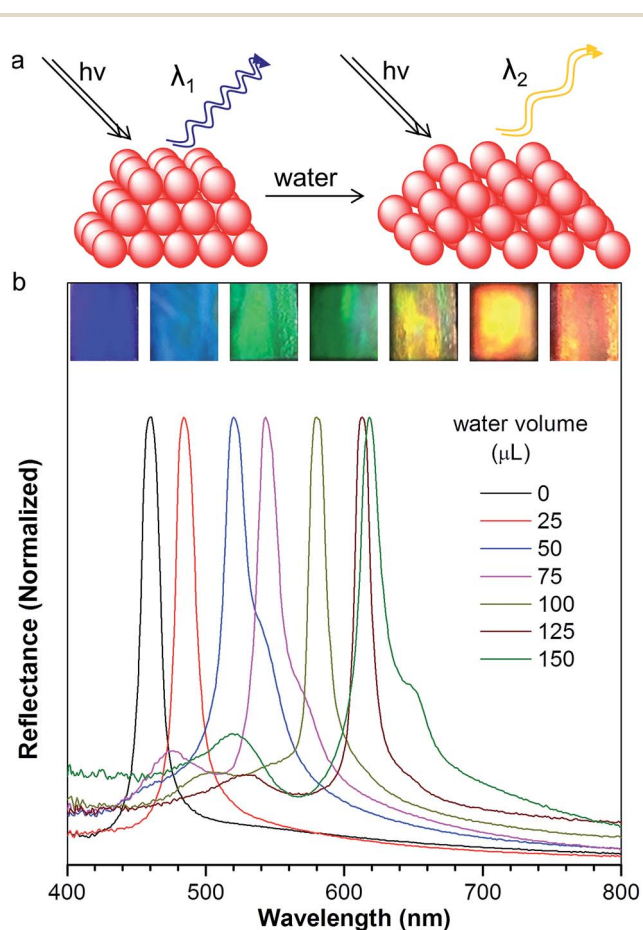 a
hν
λ1
water
hν
λ2
b
water volume
(μL)
0
25
50
75
100
125
150
Reflectance (Normalized)
400
500
600
700
800
Wavelength (nm)